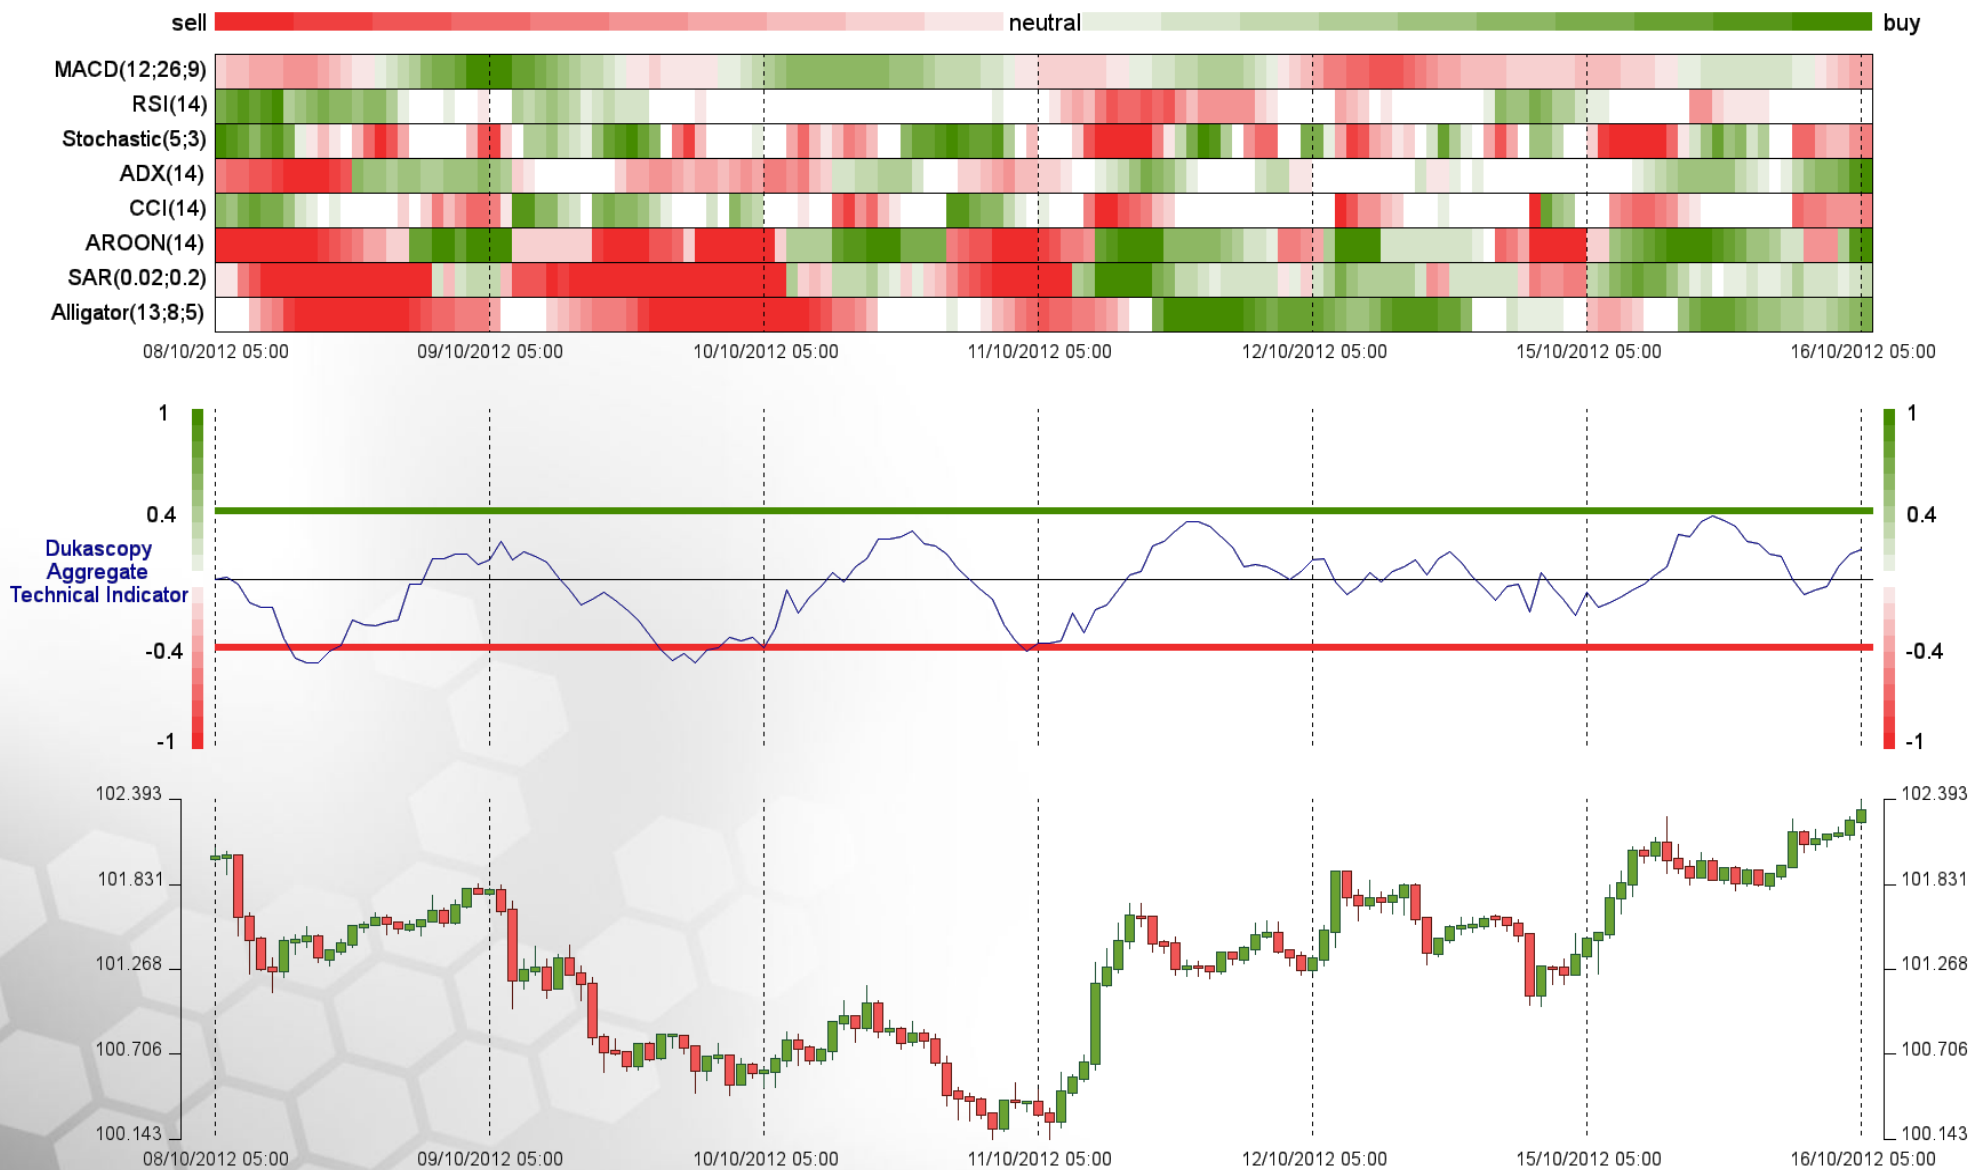 sell neutral buy
MACD(12;26;9)
RSI(14)
Stochastic(5;3)
ADX(14)
CCI(14)
AROON(14)
SAR(0.02;0.2)
Alligator(13;8;5)
08/10/2012 05:00 09/10/2012 05:00 10/10/2012 05:00 11/10/2012 05:00 12/10/2012 05:00 15/10/2012 05:00 16/10/2012 05:00
1 1
0.4 0.4
Dukascopy
Aggregate
Technical Indicator
-0.4 -0.4
-1 -1
102.393 102.393
101.831 101.831
101.268 101.268
100.706 100.706
100.143 100.143
08/10/2012 05:00 09/10/2012 05:00 10/10/2012 05:00 11/10/2012 05:00 12/10/2012 05:00 15/10/2012 05:00 16/10/2012 05:00